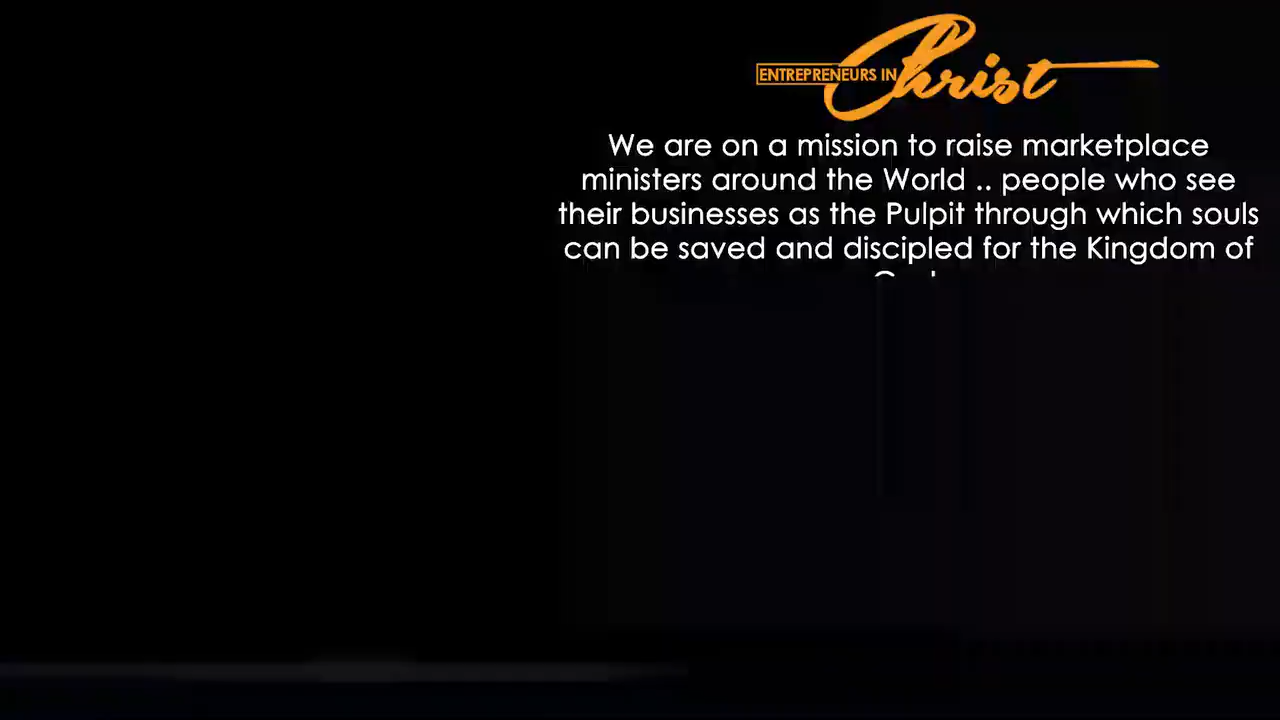 ENTREPRENEURS IN Christ
We are on a mission to raise marketplace
ministers around the World .. people who see
their businesses as the Pulpit through which souls
can be saved and discipled for the Kingdom of